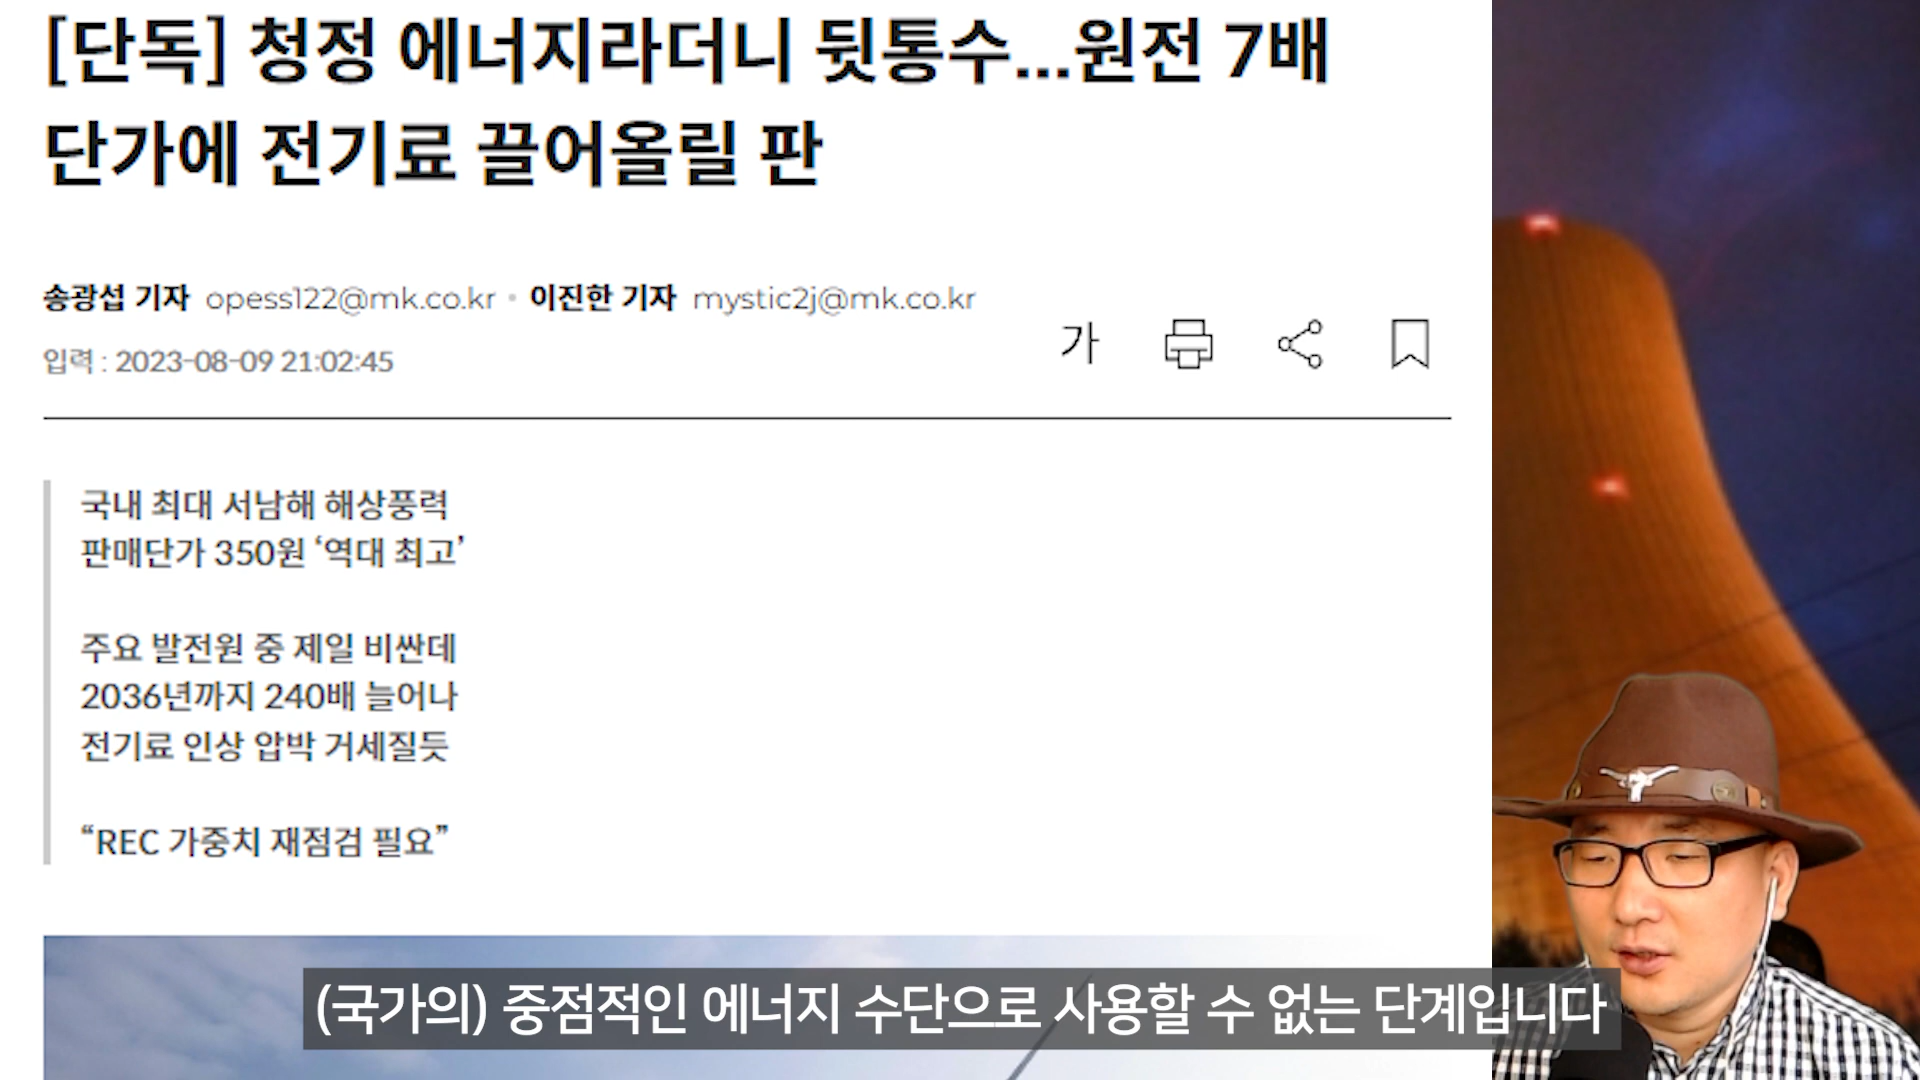 [단독] 청정 에너지라더니 뒷통수...원전 7배
단가에 전기료 끌어올릴 판
송광섭 기자 opess122@mk.co.kr • 이진한 기자 mystic2j@mk.co.kr
입력 : 2023-08-09 21:02:45
가
국내 최대 서남해 해상풍력
판매단가 350원 ‘역대 최고’
주요 발전원 중 제일 비싼데
2036년까지 240배 늘어나
전기료 인상 압박 거세질듯
“REC 가중치 재점검 필요”
(국가의) 중점적인 에너지 수단으로 사용할 수 없는 단계입니다